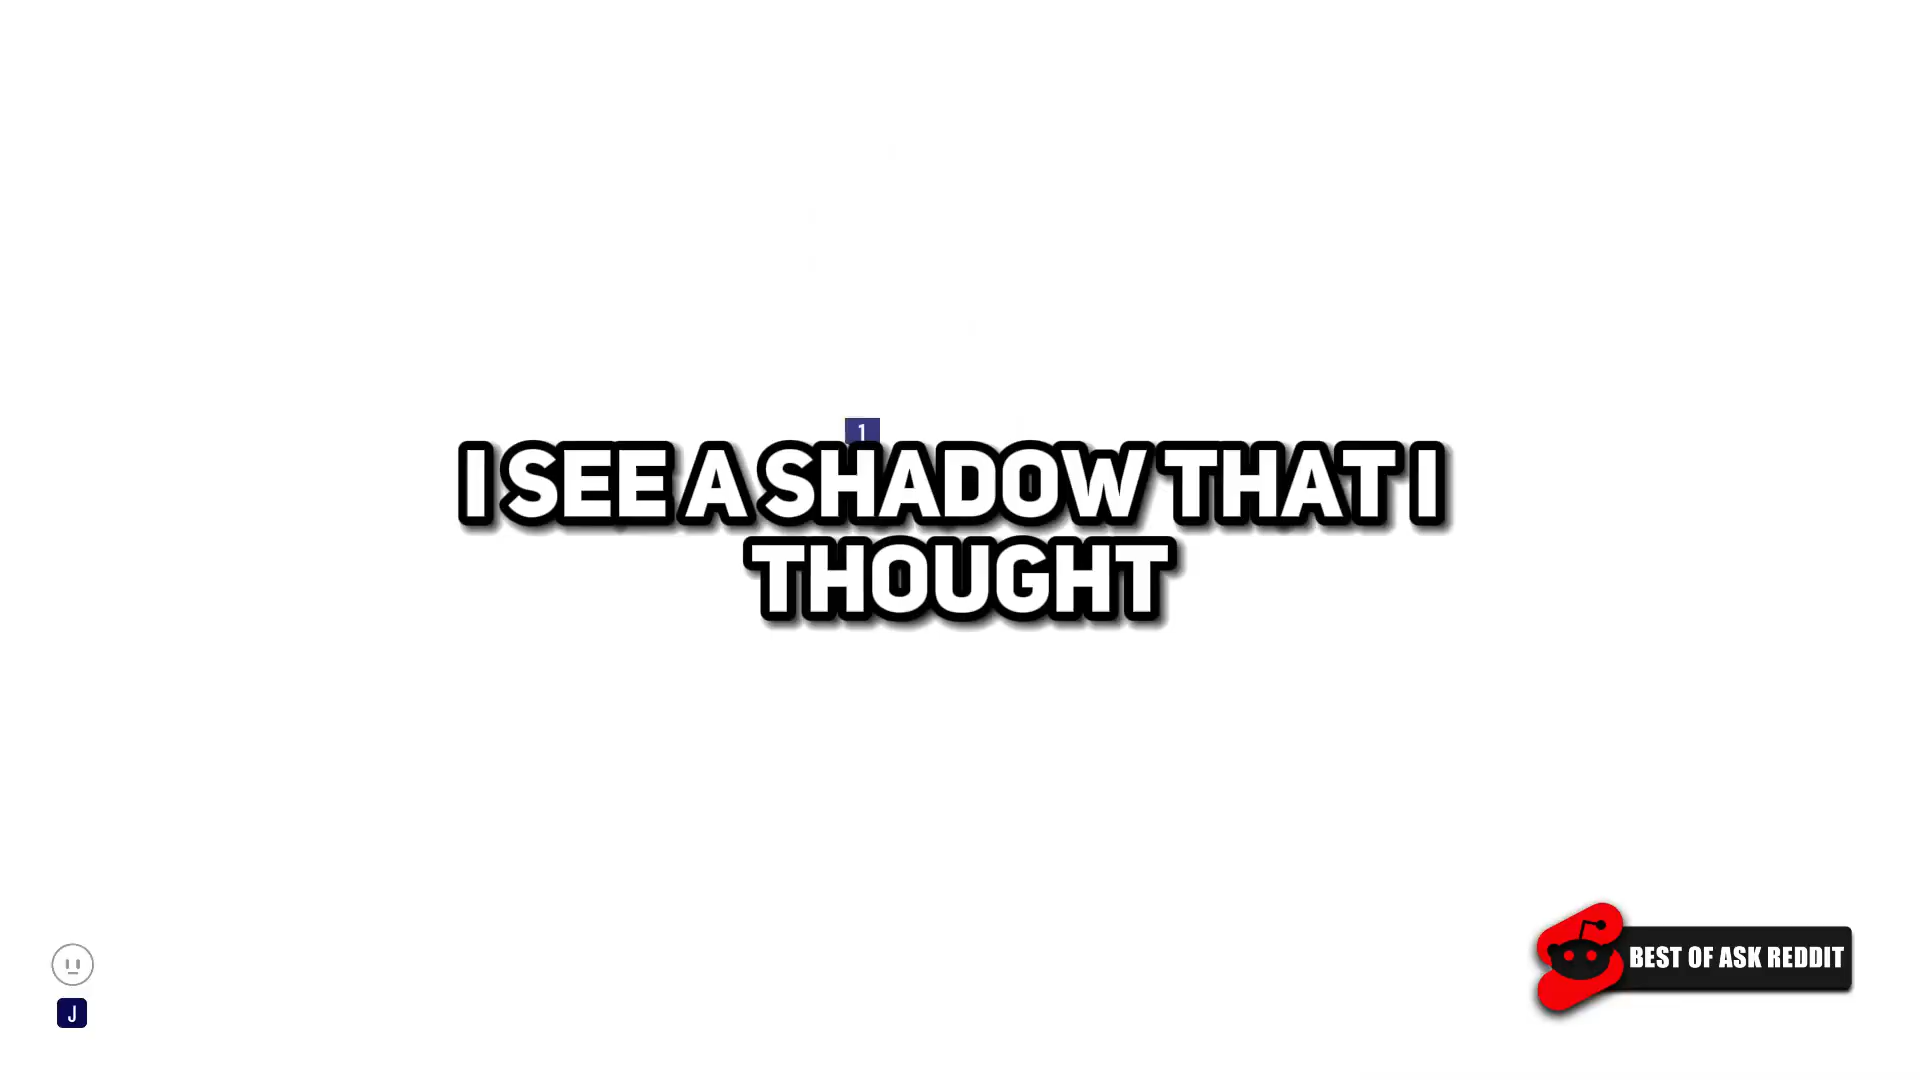 1
I SEE A SHADOW THAT I
THOUGHT
BEST OF ASK REDDIT
J